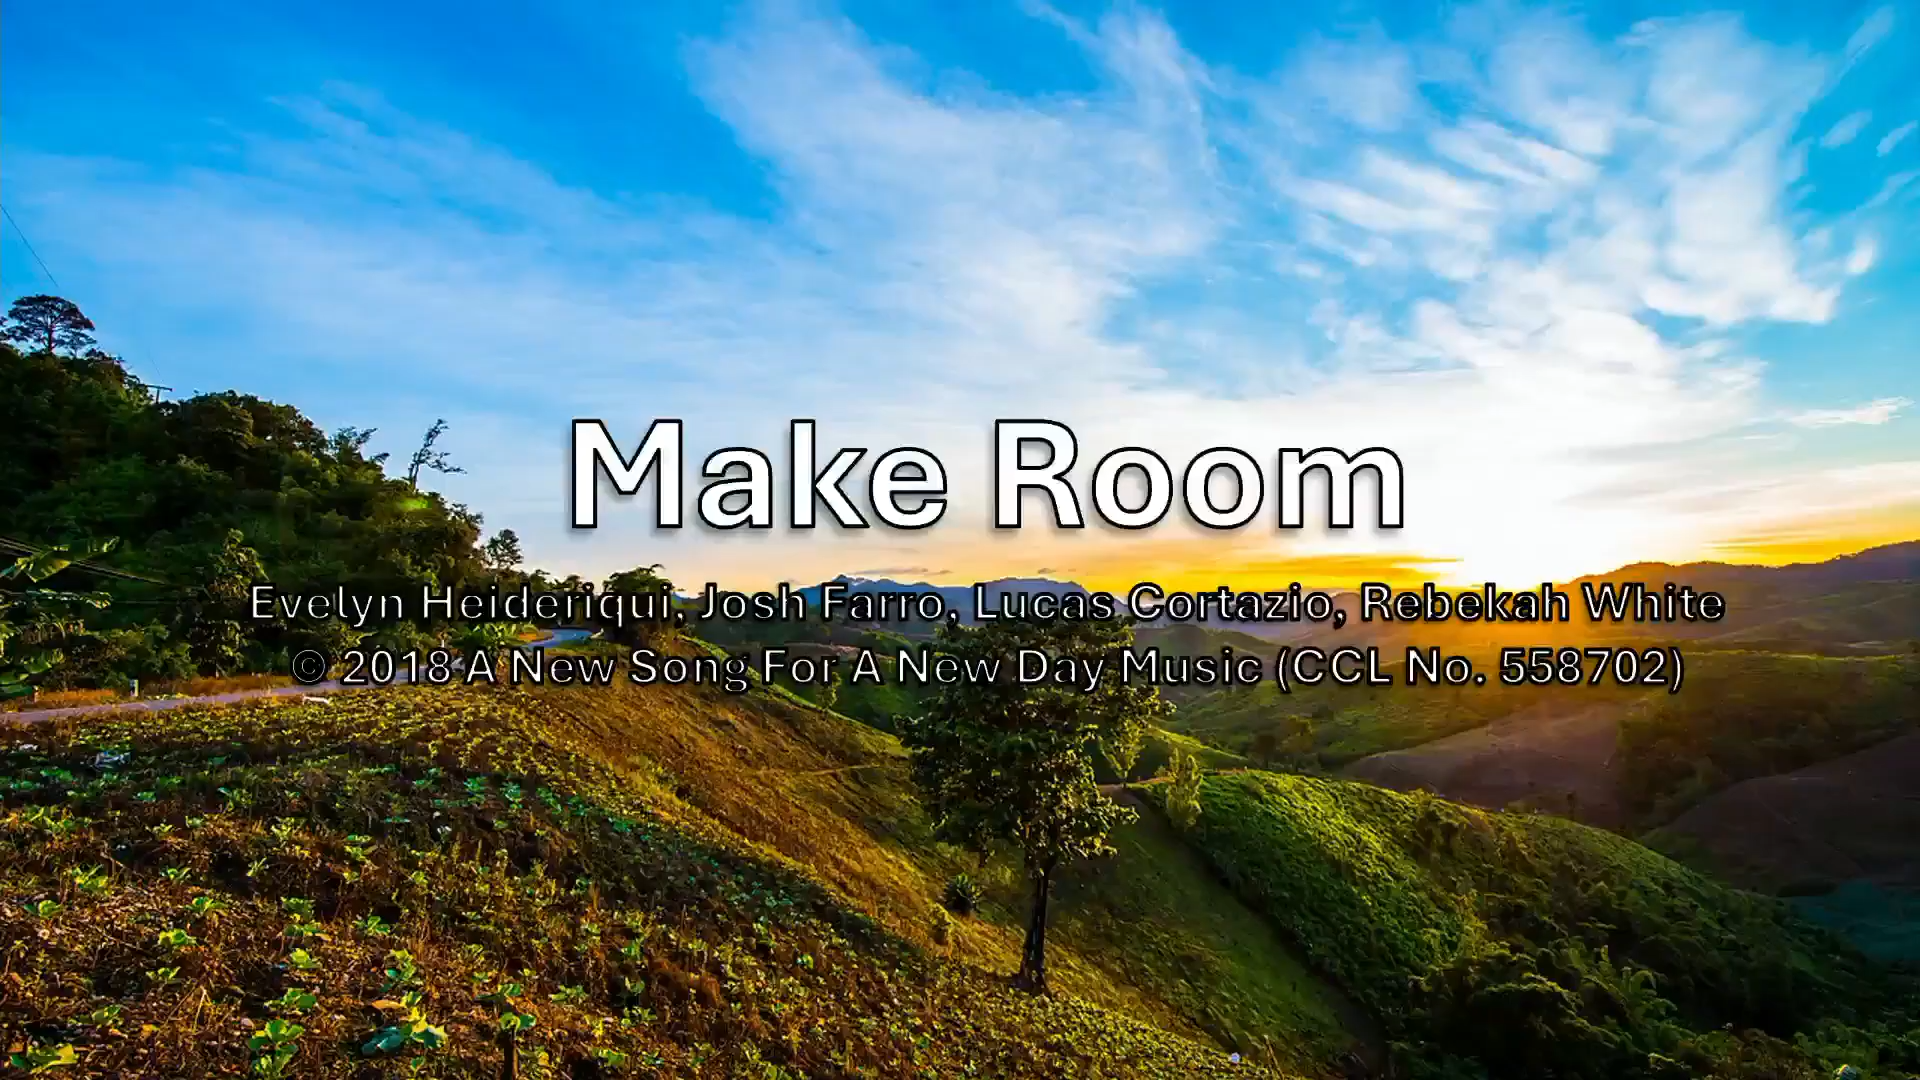 Make Room
Evelyn Heideriqui, Josh Farro, Lucas Cortazio, Rebekah White
© 2018 A New Song For A New Day Music (CCL No. 558702)